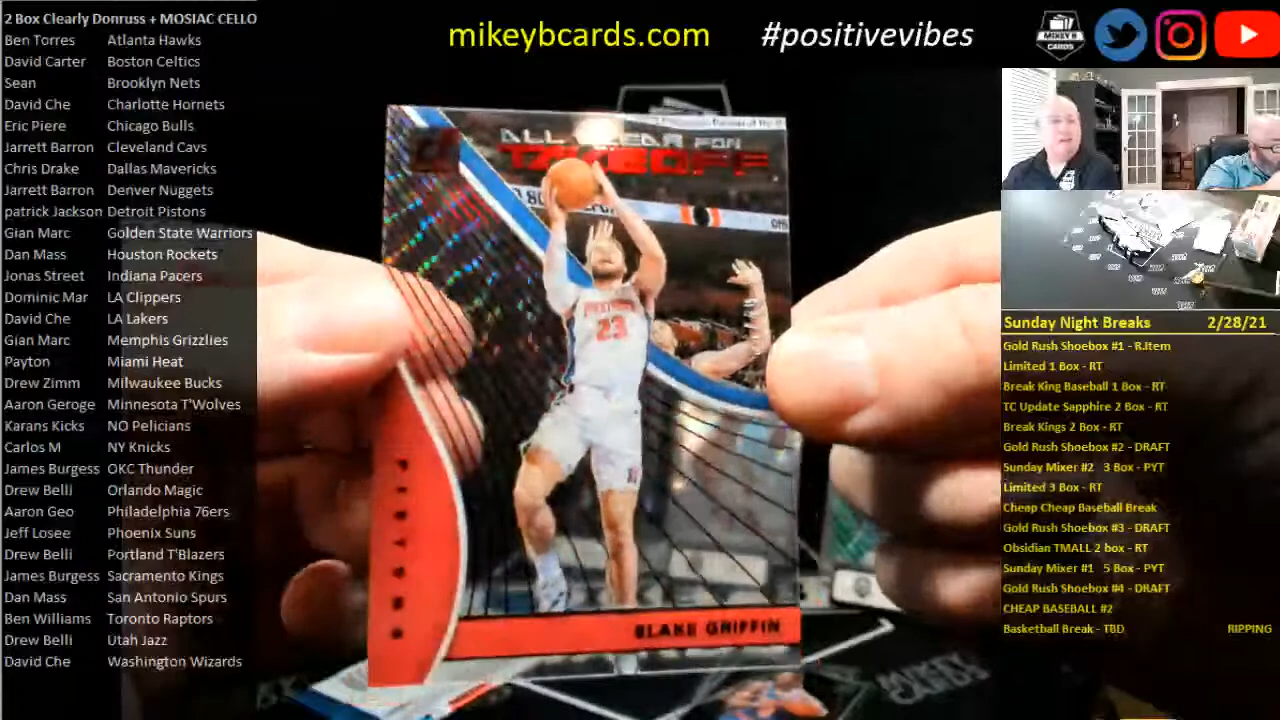 2 Box Clearly Donruss + MOSIAC CELLO
Ben Torres Atlanta Hawks
David Carter Boston Celtics
Sean Brooklyn Nets
David Che Charlotte Hornets
Eric Piere Chicago Bulls
Jarrett Barron Cleveland Cavs
Chris Drake Dallas Mavericks
Jarrett Barron Denver Nuggets
patrick Jackson Detroit Pistons
Gian Marc Golden State Warriors
Dan Mass Houston Rockets
Jonas Street Indiana Pacers
Dominic Mar LA Clippers
David Che LA Lakers
Gian Marc Memphis Grizzlies
Payton Miami Heat
Drew Zimm Milwaukee Bucks
Aaron Geroge Minnesota T'Wolves
Karans Kicks NO Pelicians
Carlos M NY Knicks
James Burgess OKC Thunder
Drew Belli Orlando Magic
Aaron Geo Philadelphia 76ers
Jeff Losee Phoenix Suns
Drew Belli Portland T'Blazers
James Burgess Sacramento Kings
Dan Mass San Antonio Spurs
Ben Williams Toronto Raptors
Drew Belli Utah Jazz
David Che Washington Wizards
mikeybcards.com #positivevibes
MIKEY B
CARDS
ALL CLEAR FOR
TAKEOFF
PISTONS
23
PISTONS
BLAKE GRIFFIN
MIKEY
CARDS
Sunday Night Breaks 2/28/21
Gold Rush Shoebox #1 - R.Item
Limited 1 Box - RT
Break King Baseball 1 Box - RT
TC Update Sapphire 2 Box - RT
Break Kings 2 Box - RT
Gold Rush Shoebox #2 - DRAFT
Sunday Mixer #2 3 Box - PYT
Limited 3 Box - RT
Cheap Cheap Baseball Break
Gold Rush Shoebox #3 - DRAFT
Obsidian TMALL 2 box - RT
Sunday Mixer #1 5 Box - PYT
Gold Rush Shoebox #4 - DRAFT
CHEAP BASEBALL #2
Basketball Break - TBD RIPPING